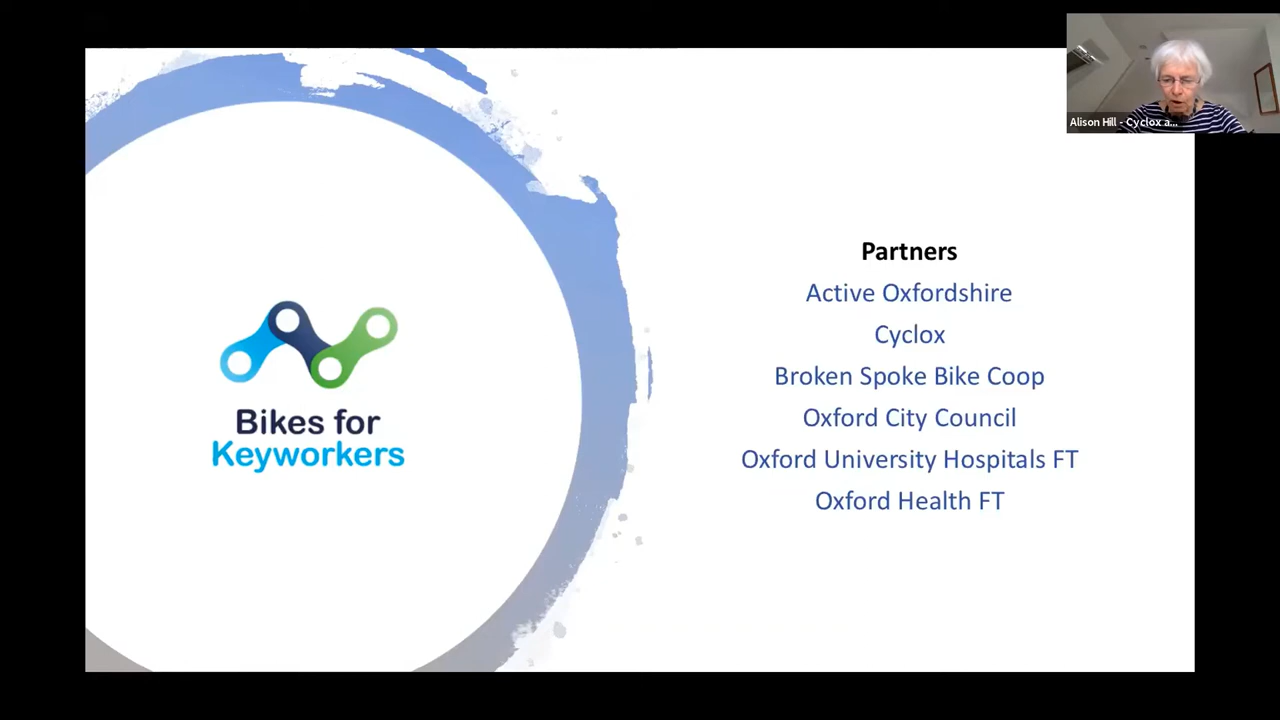 Alison Hill - Cyclox a...
Bikes for
Keyworkers
Partners
Active Oxfordshire
Cyclox
Broken Spoke Bike Coop
Oxford City Council
Oxford University Hospitals FT
Oxford Health FT